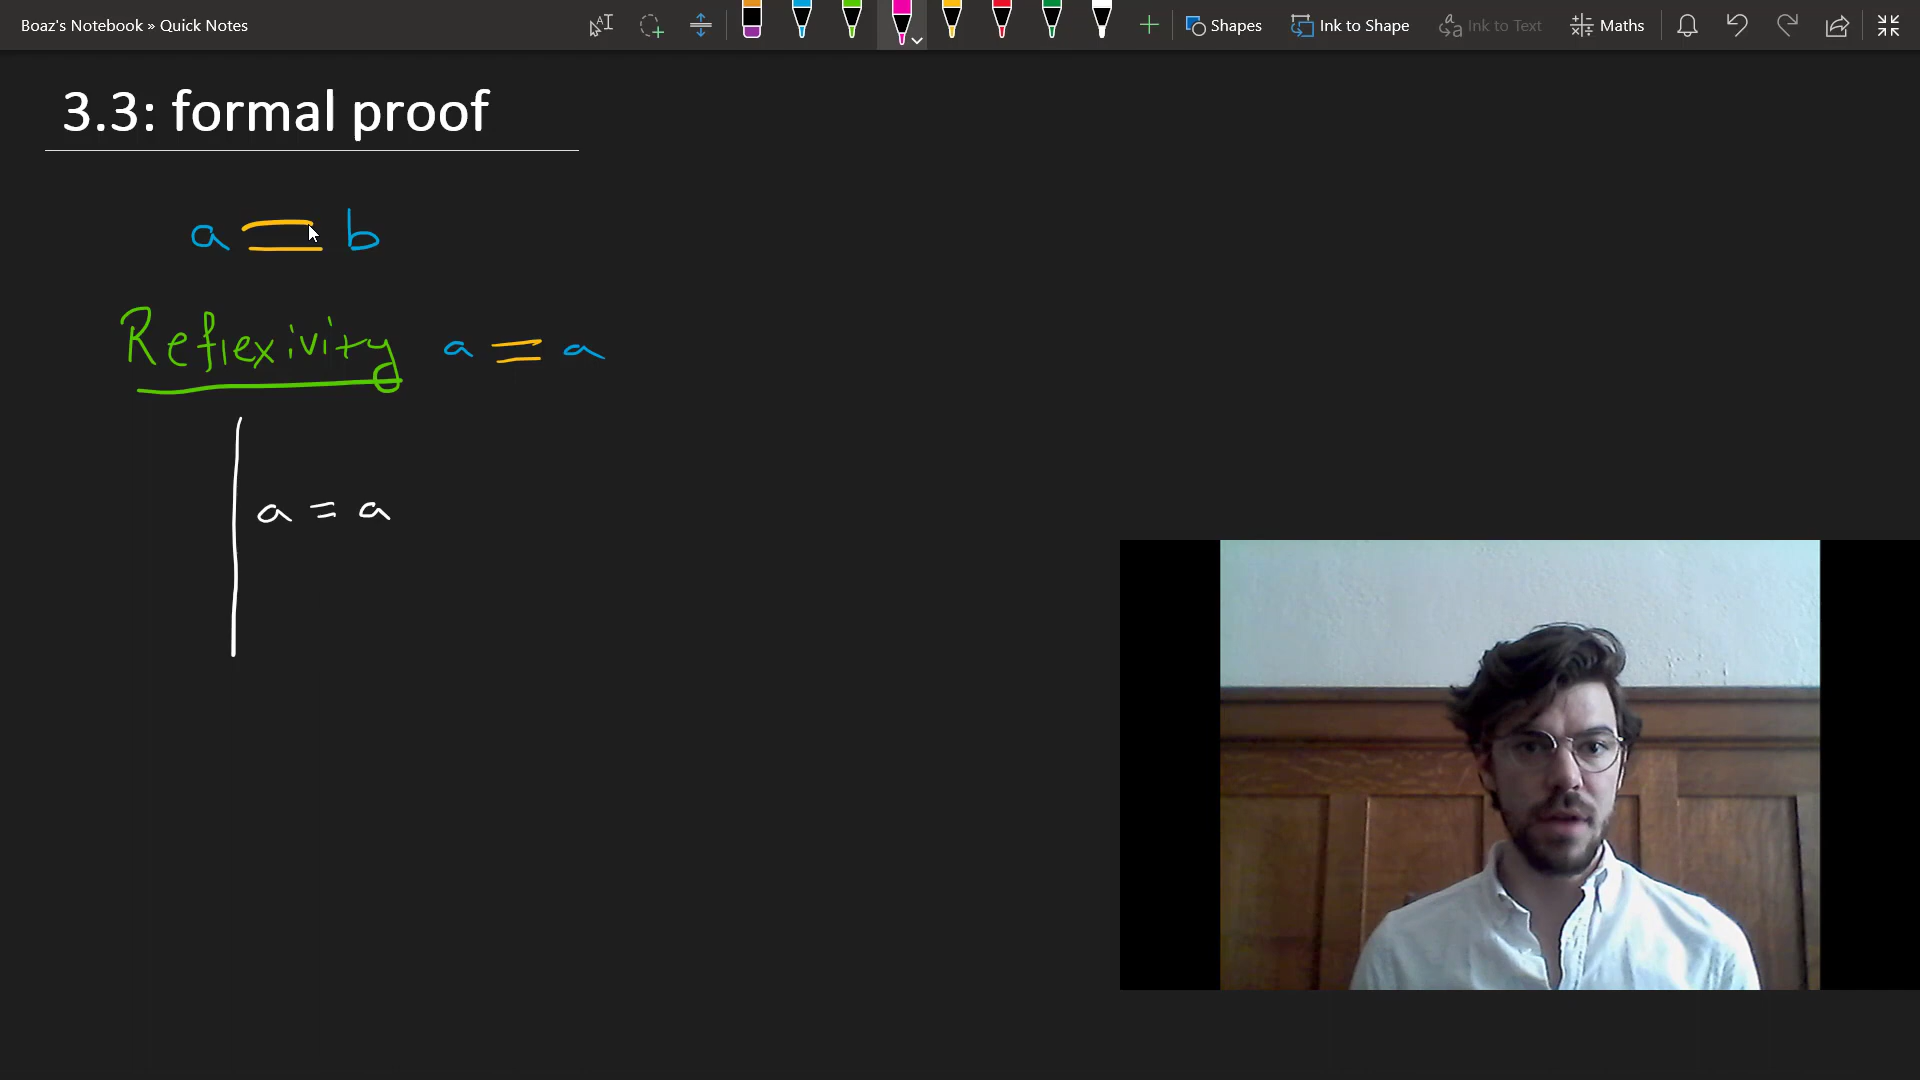 Boaz's Notebook » Quick Notes
Shapes
Ink to Shape
Ink to Text
Maths
3.3: formal proof
a = b
Reflexivity a = a
a = a